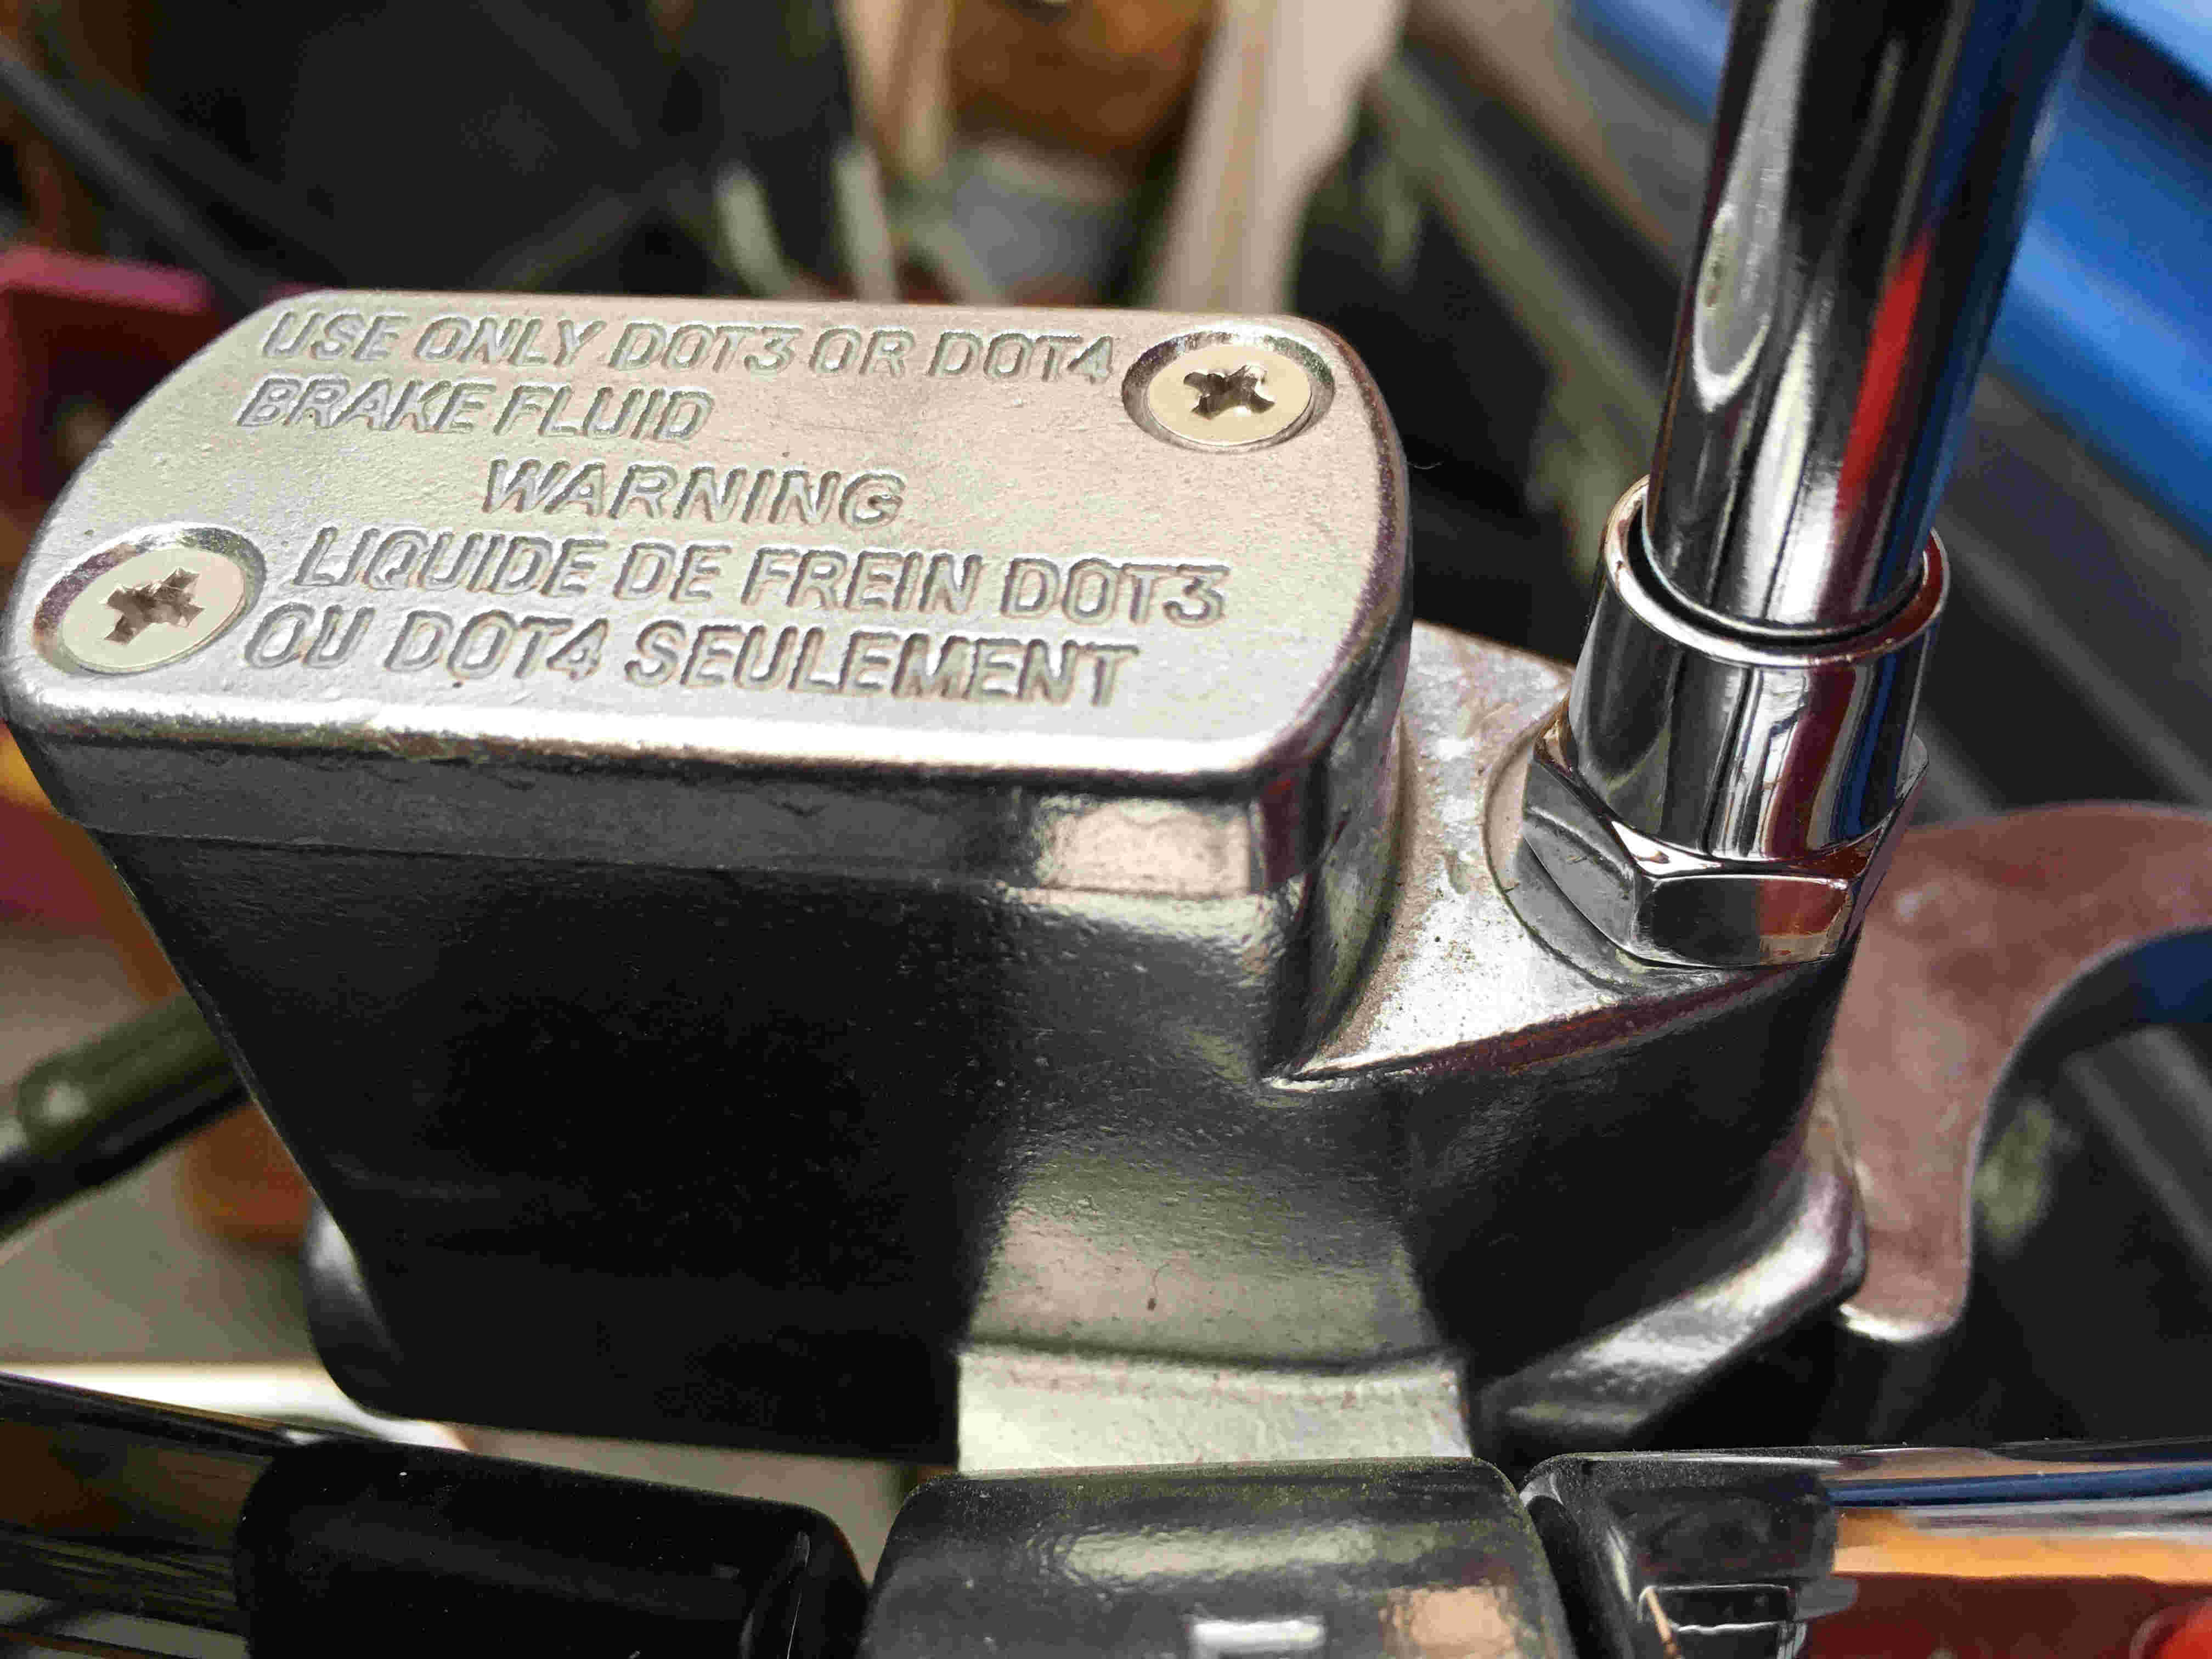 USE ONLY DOT3 OR DOT4
BRAKE FLUID
WARNING
LIQUIDE DE FREIN DOT3
OU DOT4 SEULEMENT